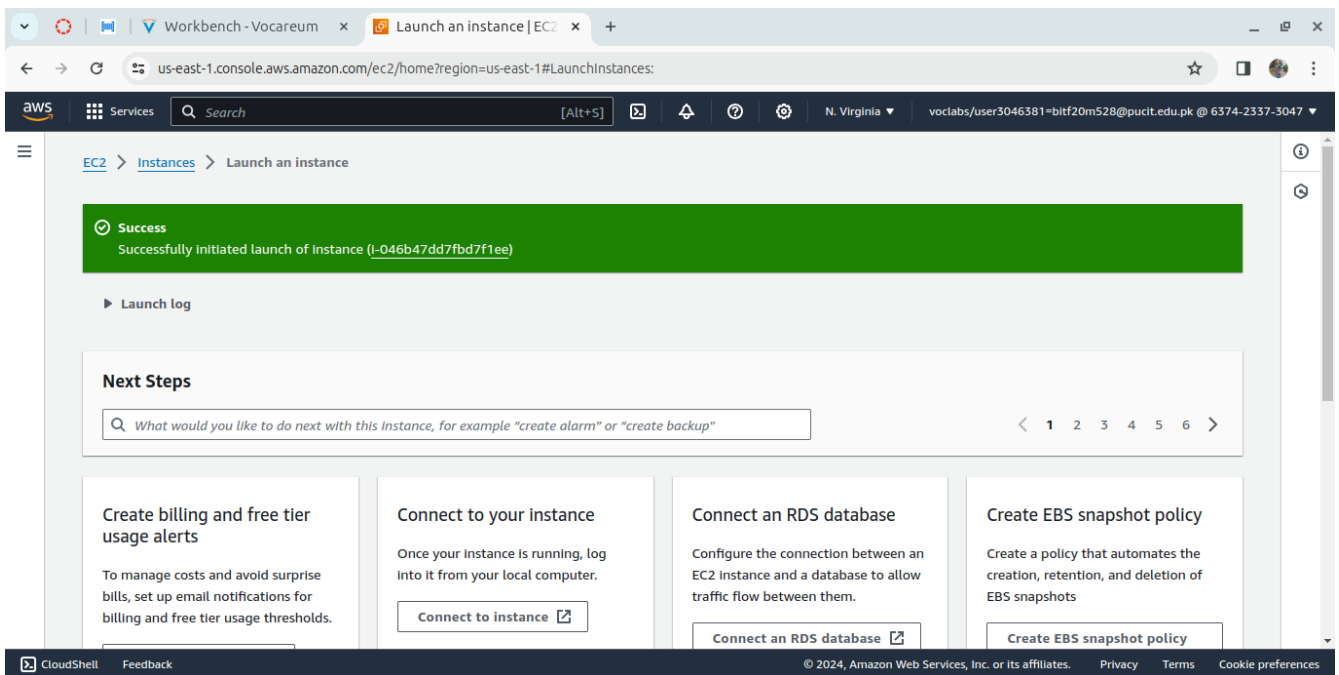 Workbench - Vocareum
Launch an instance | EC2
us-east-1.console.aws.amazon.com/ec2/home?region=us-east-1#LaunchInstances:
aws Services Search [Alt+S] N. Virginia voclabs/user3046381=bitf20m528@pucit.edu.pk @ 6374-2337-3047
EC2 Instances Launch an instance
Success
Successfully initiated launch of instance (i-046b47dd7fbd7f1ee)
Launch log
Next Steps
What would you like to do next with this instance, for example "create alarm" or "create backup"
1 2 3 4 5 6
Create billing and free tier
usage alerts
To manage costs and avoid surprise
bills, set up email notifications for
billing and free tier usage thresholds.
Connect to your instance
Once your instance is running, log
into it from your local computer.
Connect to instance
Connect an RDS database
Configure the connection between an
EC2 instance and a database to allow
traffic flow between them.
Connect an RDS database
Create EBS snapshot policy
Create a policy that automates the
creation, retention, and deletion of
EBS snapshots
Create EBS snapshot policy
CloudShell Feedback © 2024, Amazon Web Services, Inc. or its affiliates. Privacy Terms Cookie preferences